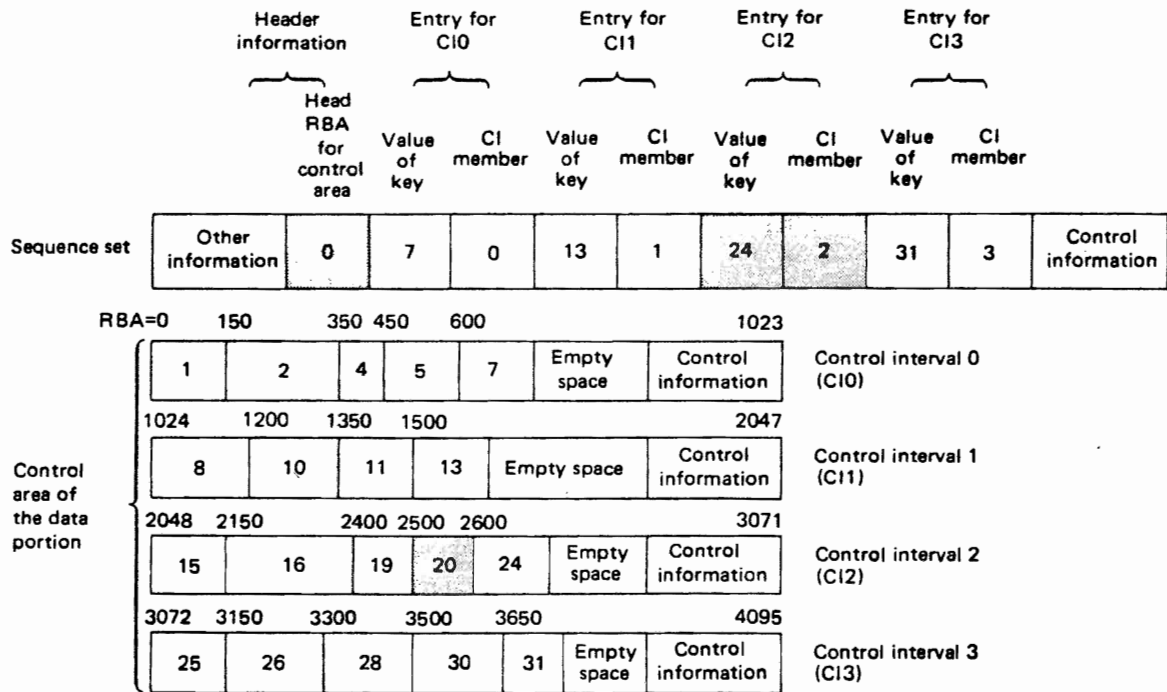 Header information
Entry for CI0
Entry for CI1
Entry for CI2
Entry for CI3
Head RBA for control area
Value of key
CI member
Value of key
CI member
Value of key
CI member
Value of key
CI member
Sequence set
Other information
0
7
0
13
1
24
2
31
3
Control information
RBA=0 150 350 450 600 1023
1 2 4 5 7 Empty space Control information
Control interval 0 (CI0)
1024 1200 1350 1500 2047
8 10 11 13 Empty space Control information
Control interval 1 (CI1)
Control area of the data portion
2048 2150 2400 2500 2600 3071
15 16 19 20 24 Empty space Control information
Control interval 2 (CI2)
3072 3150 3300 3500 3650 4095
25 26 28 30 31 Empty space Control information
Control interval 3 (CI3)